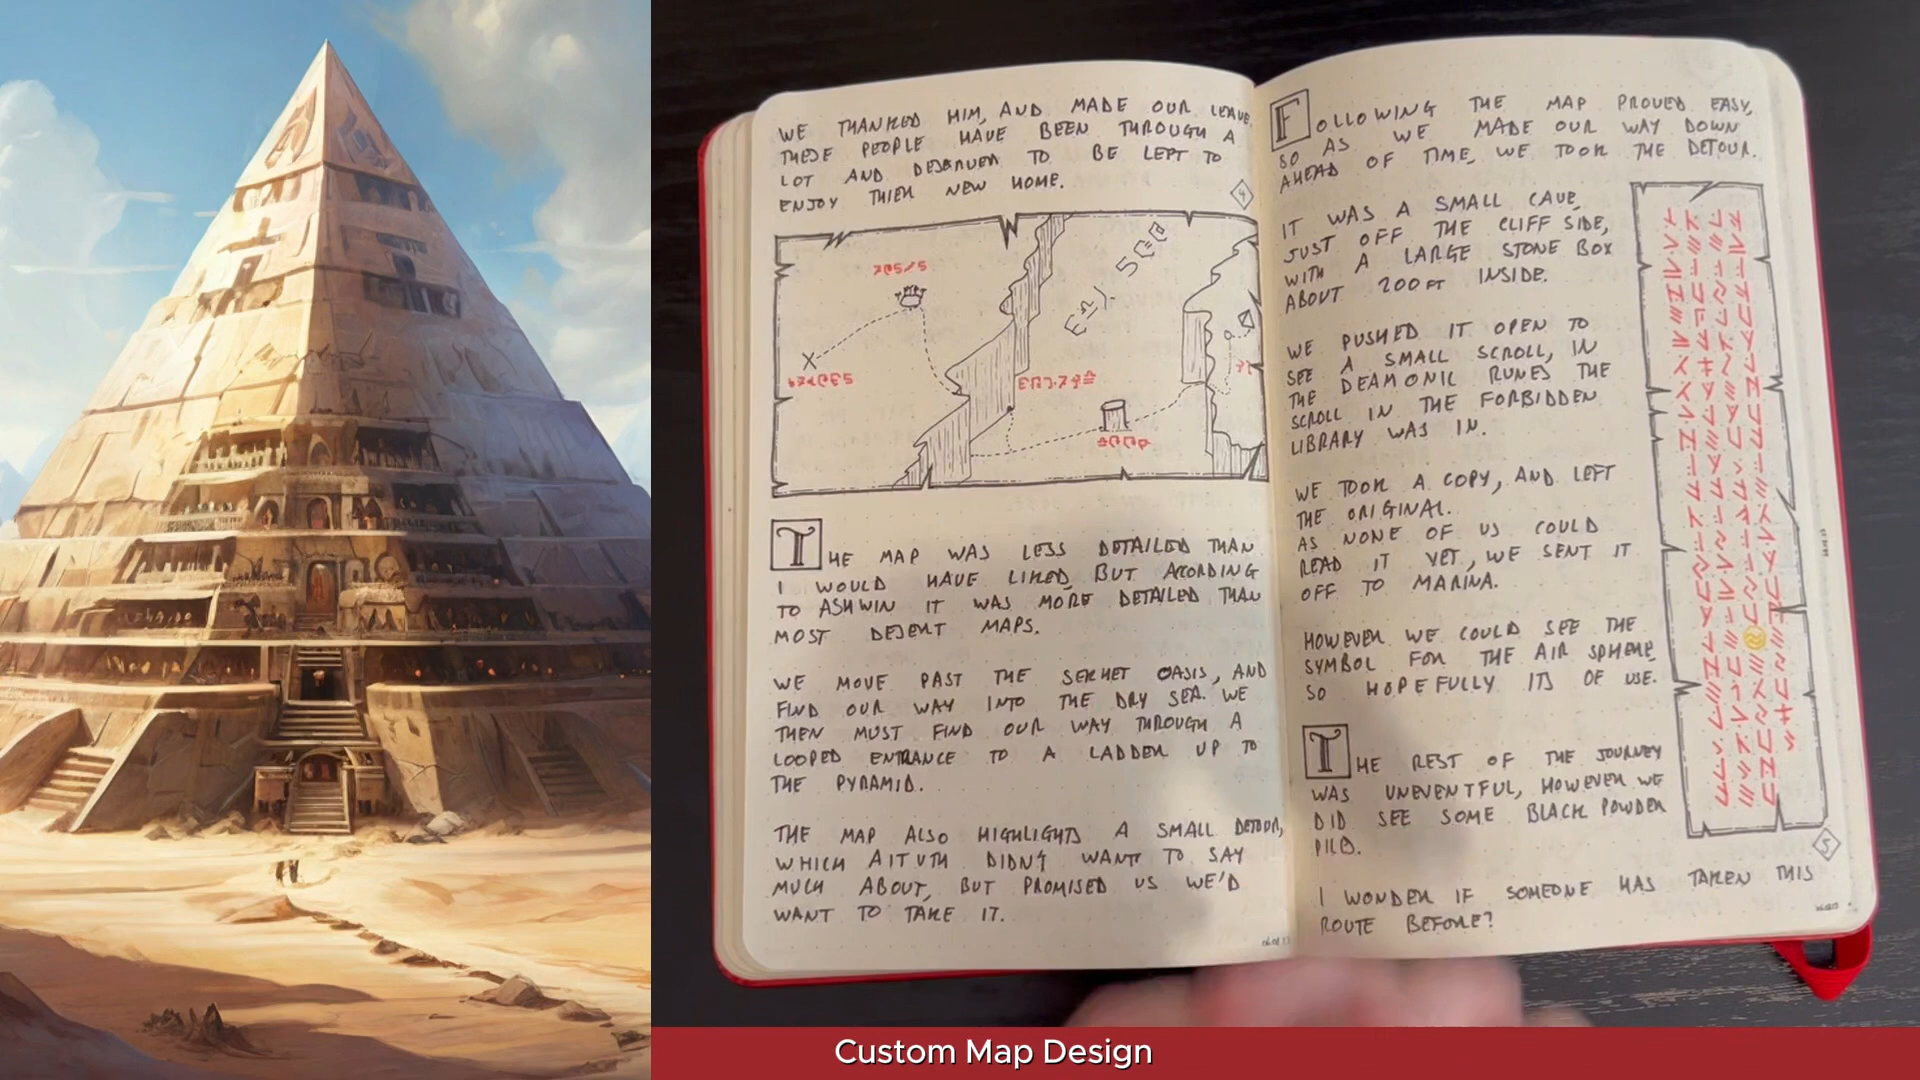 WE THANKED HIM, AND MADE OUR LEAVE.
THESE PEOPLE HAVE BEEN THROUGH A
LOT AND DESERVED TO BE LEFT TO
ENJOY THIER NEW HOME.
4
THE MAP WAS LESS DETAILED THAN
I WOULD HAVE LIKED, BUT ACORDING
TO ASHWIN IT WAS MORE DETAILED THAN
MOST DESERT MAPS.
WE MOVE PAST THE SEKHET OASIS, AND
FIND OUR WAY INTO THE DRY SEA. WE
THEN MUST FIND OUR WAY THROUGH A
LOOPED ENTRANCE TO A LADDER UP TO
THE PYRAMID.
THE MAP ALSO HIGHLIGHTS A SMALL DETOUR,
WHICH AITUTH DIDN'T WANT TO SAY
MUCH ABOUT, BUT PROMISED US WE'D
WANT TO TAKE IT.
FOLLOWING THE MAP PROVED EASY,
SO AS WE MADE OUR WAY DOWN
AHEAD OF TIME, WE TOOK THE DETOUR.
IT WAS A SMALL CAVE,
JUST OFF THE CLIFF SIDE,
WITH A LARGE STONE BOX
ABOUT 200FT INSIDE.
WE PUSHED IT OPEN TO
SEE A SMALL SCROLL, IN
THE DEAMONIC RUNES THE
SCROLL IN THE FORBIDDEN
LIBRARY WAS IN.
WE TOOK A COPY, AND LEFT
THE ORIGINAL.
AS NONE OF US COULD
READ IT YET, WE SENT IT
OFF TO MARINA.
HOWEVER WE COULD SEE THE
SYMBOL FOR THE AIR SPHERE,
SO HOPEFULLY ITS OF USE.
5
THE REST OF THE JOURNEY
WAS UNEVENTFUL, HOWEVER WE
DID SEE SOME BLACK POWDER
I WONDER IF SOMEONE HAS TAKEN THIS
ROUTE BEFORE?
Custom Map Design